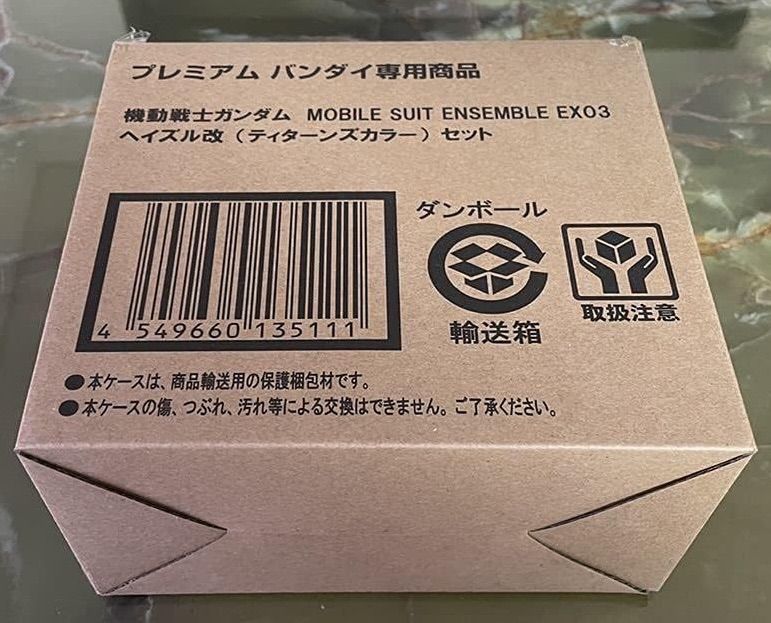 プレミアム バンダイ専用商品
機動戦士ガンダム MOBILE SUIT ENSEMBLE EX03
ヘイズル改（ティターンズカラー）セット
ダンボール
輸送箱
取扱注意
4 549660 135111
●本ケースは、商品輸送用の保護梱包材です。
●本ケースの傷、つぶれ、汚れ等による交換はできません。ご了承ください。